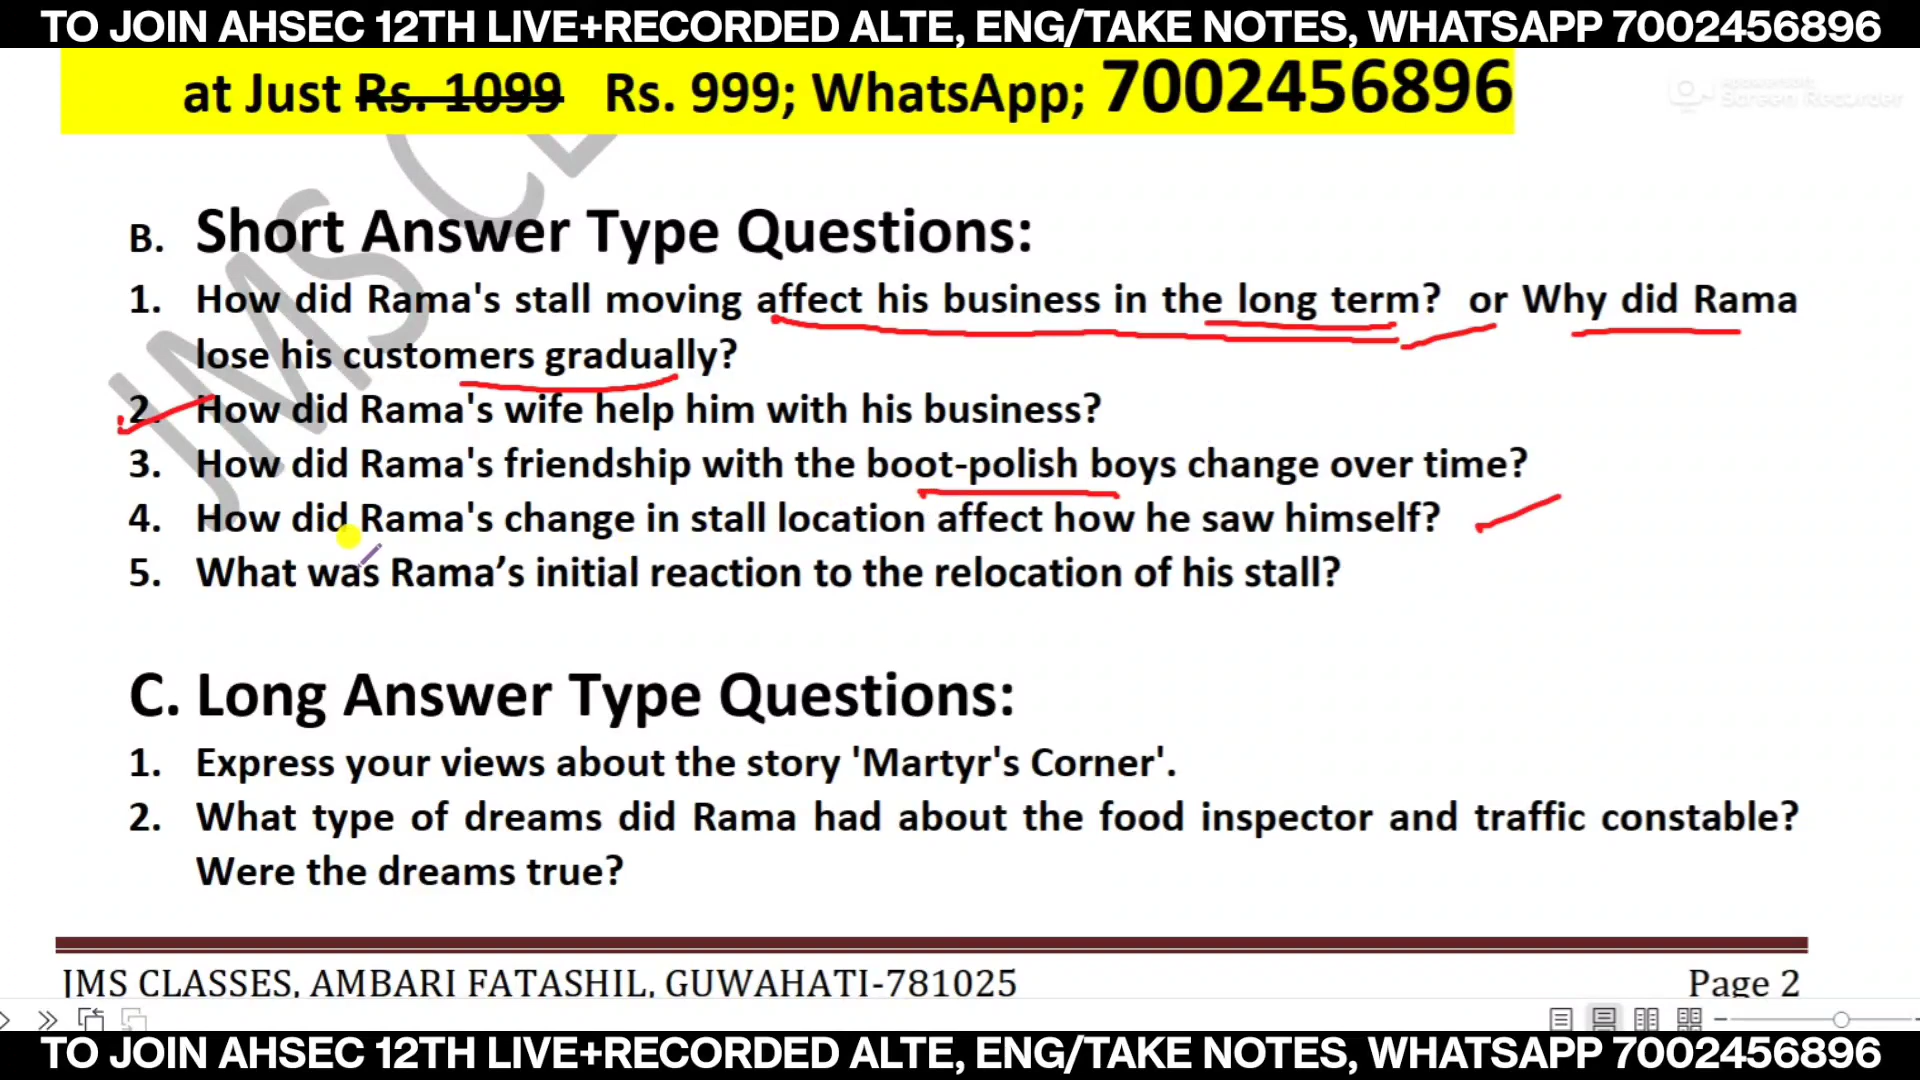 TO JOIN AHSEC 12TH LIVE+RECORDED ALTE, ENG/TAKE NOTES, WHATSAPP 7002456896
at Just Rs. 1099 Rs. 999; WhatsApp; 7002456896
Screen Recorder
JMS CL
B. Short Answer Type Questions:
1. How did Rama's stall moving affect his business in the long term? or Why did Rama
lose his customers gradually?
2. How did Rama's wife help him with his business?
3. How did Rama's friendship with the boot-polish boys change over time?
4. How did Rama's change in stall location affect how he saw himself?
5. What was Rama’s initial reaction to the relocation of his stall?
C. Long Answer Type Questions:
1. Express your views about the story 'Martyr's Corner'.
2. What type of dreams did Rama had about the food inspector and traffic constable?
Were the dreams true?
JMS CLASSES, AMBARI FATASHIL, GUWAHATI-781025 Page 2
TO JOIN AHSEC 12TH LIVE+RECORDED ALTE, ENG/TAKE NOTES, WHATSAPP 7002456896